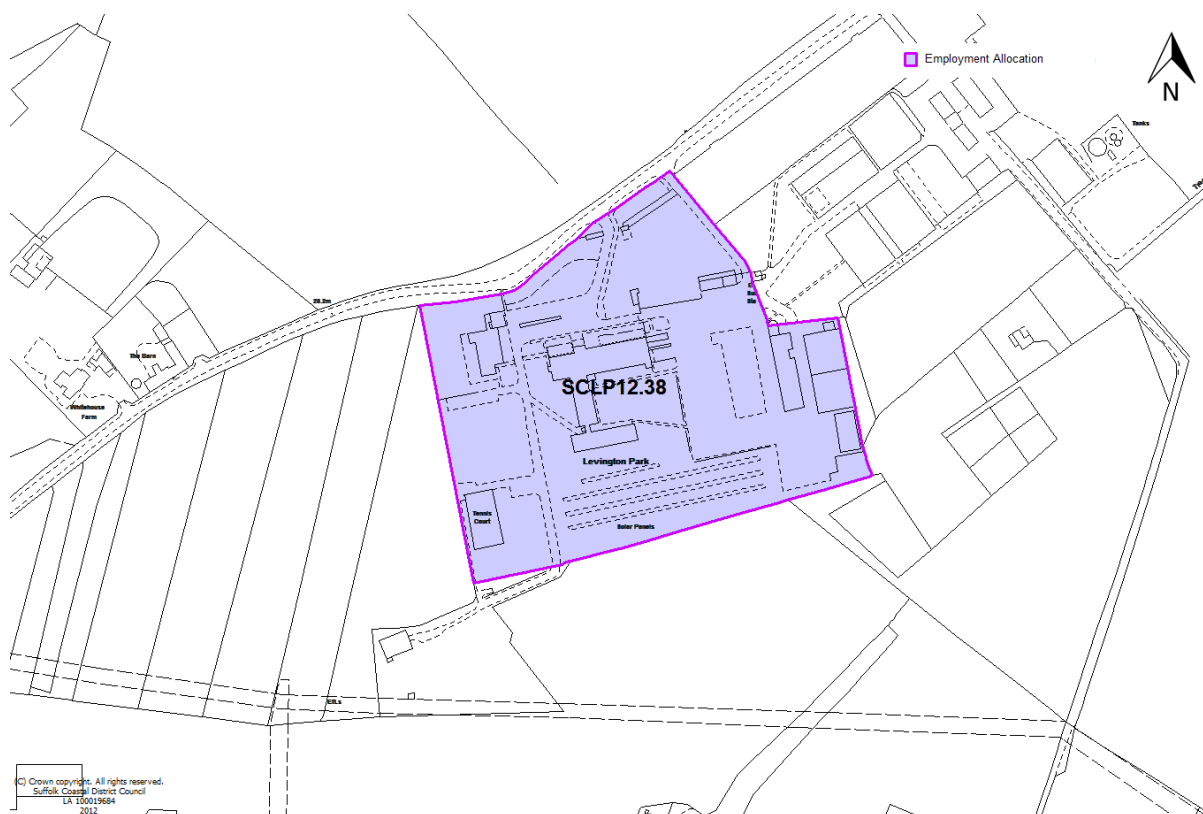 Employment Allocation
N
Tanks
28.2m
The Barn
Whitehouse
Farm
SCLP12.38
Levington Park
Tennis
Court
Solar Panels
ETLs
(C) Crown copyright. All rights reserved.
Suffolk Coastal District Council
LA 100019684
2012